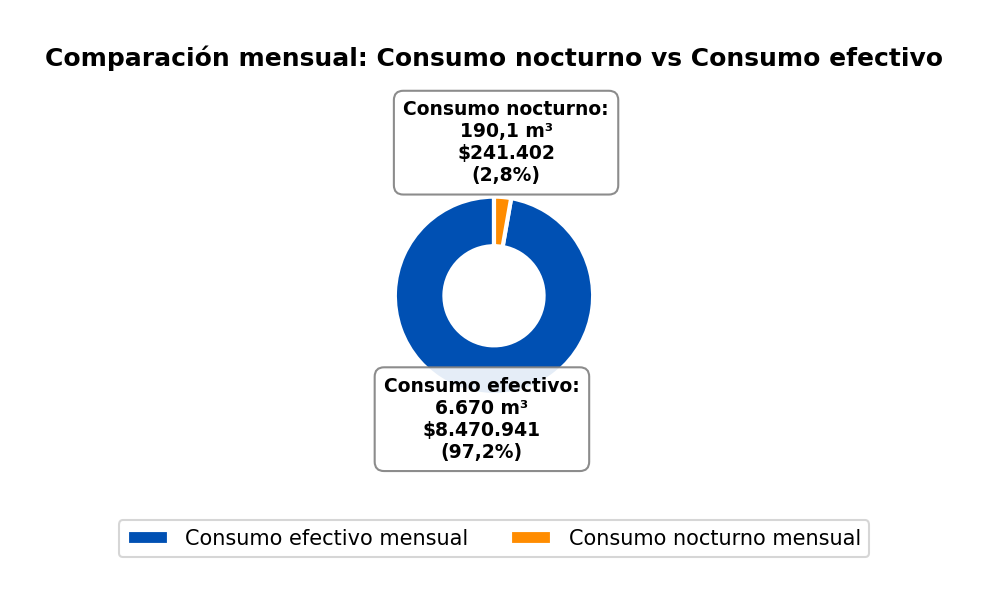 Comparación mensual: Consumo nocturno vs Consumo efectivo
Consumo nocturno:
190,1 m³
$241.402
(2,8%)
Consumo efectivo:
6.670 m³
$8.470.941
(97,2%)
Consumo efectivo mensual
Consumo nocturno mensual